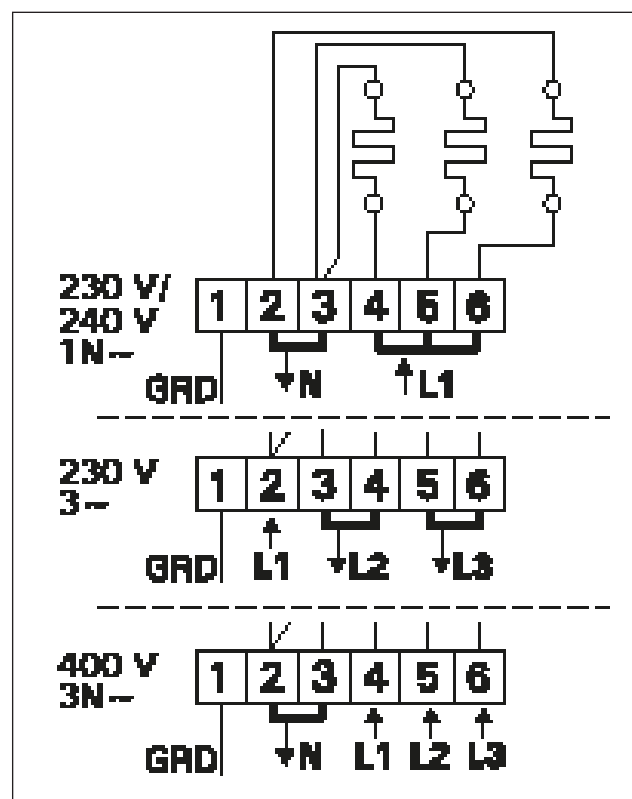 230 V/
240 V
1N~
1 2 3 4 5 6
GRD N L1
230 V
3~
1 2 3 4 5 6
GRD L1 L2 L3
400 V
3N~
1 2 3 4 5 6
GRD N L1 L2 L3